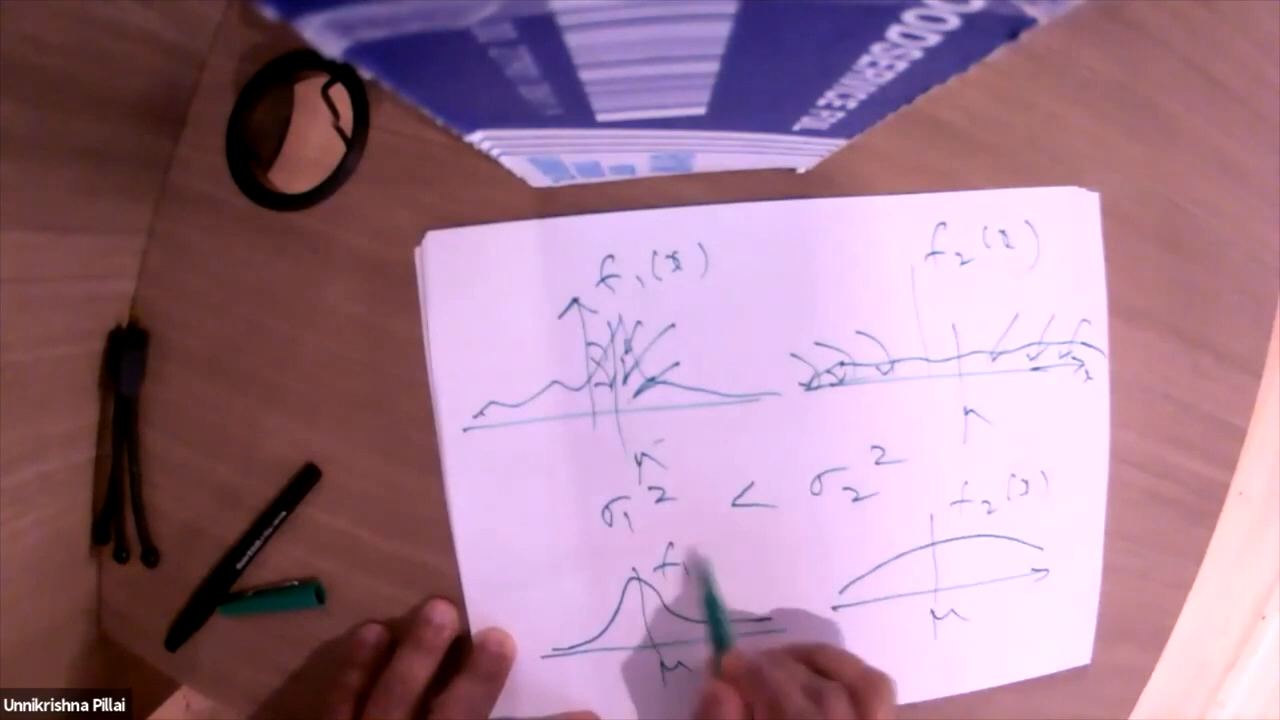 f₁(x)
f₂(x)
x
μ
μ
σ₁² < σ₂²
f₂(x)
f₁
μ
μ
Unnikrishna Pillai